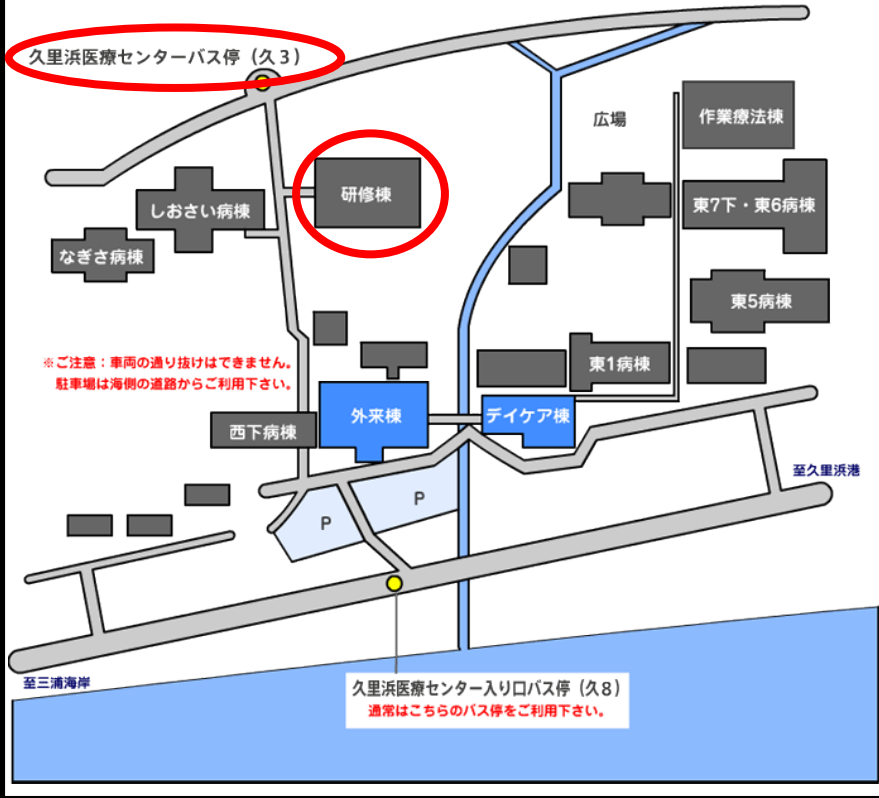 久里浜医療センターバス停（久３）
広場
作業療法棟
研修棟
しおさい病棟
東7下・東6病棟
なぎさ病棟
東5病棟
※ご注意：車両の通り抜けはできません。
駐車場は海側の道路からご利用下さい。
東1病棟
外来棟
デイケア棟
西下病棟
至久里浜港
P
P
至三浦海岸
久里浜医療センター入り口バス停（久８）
通常はこちらのバス停をご利用下さい。